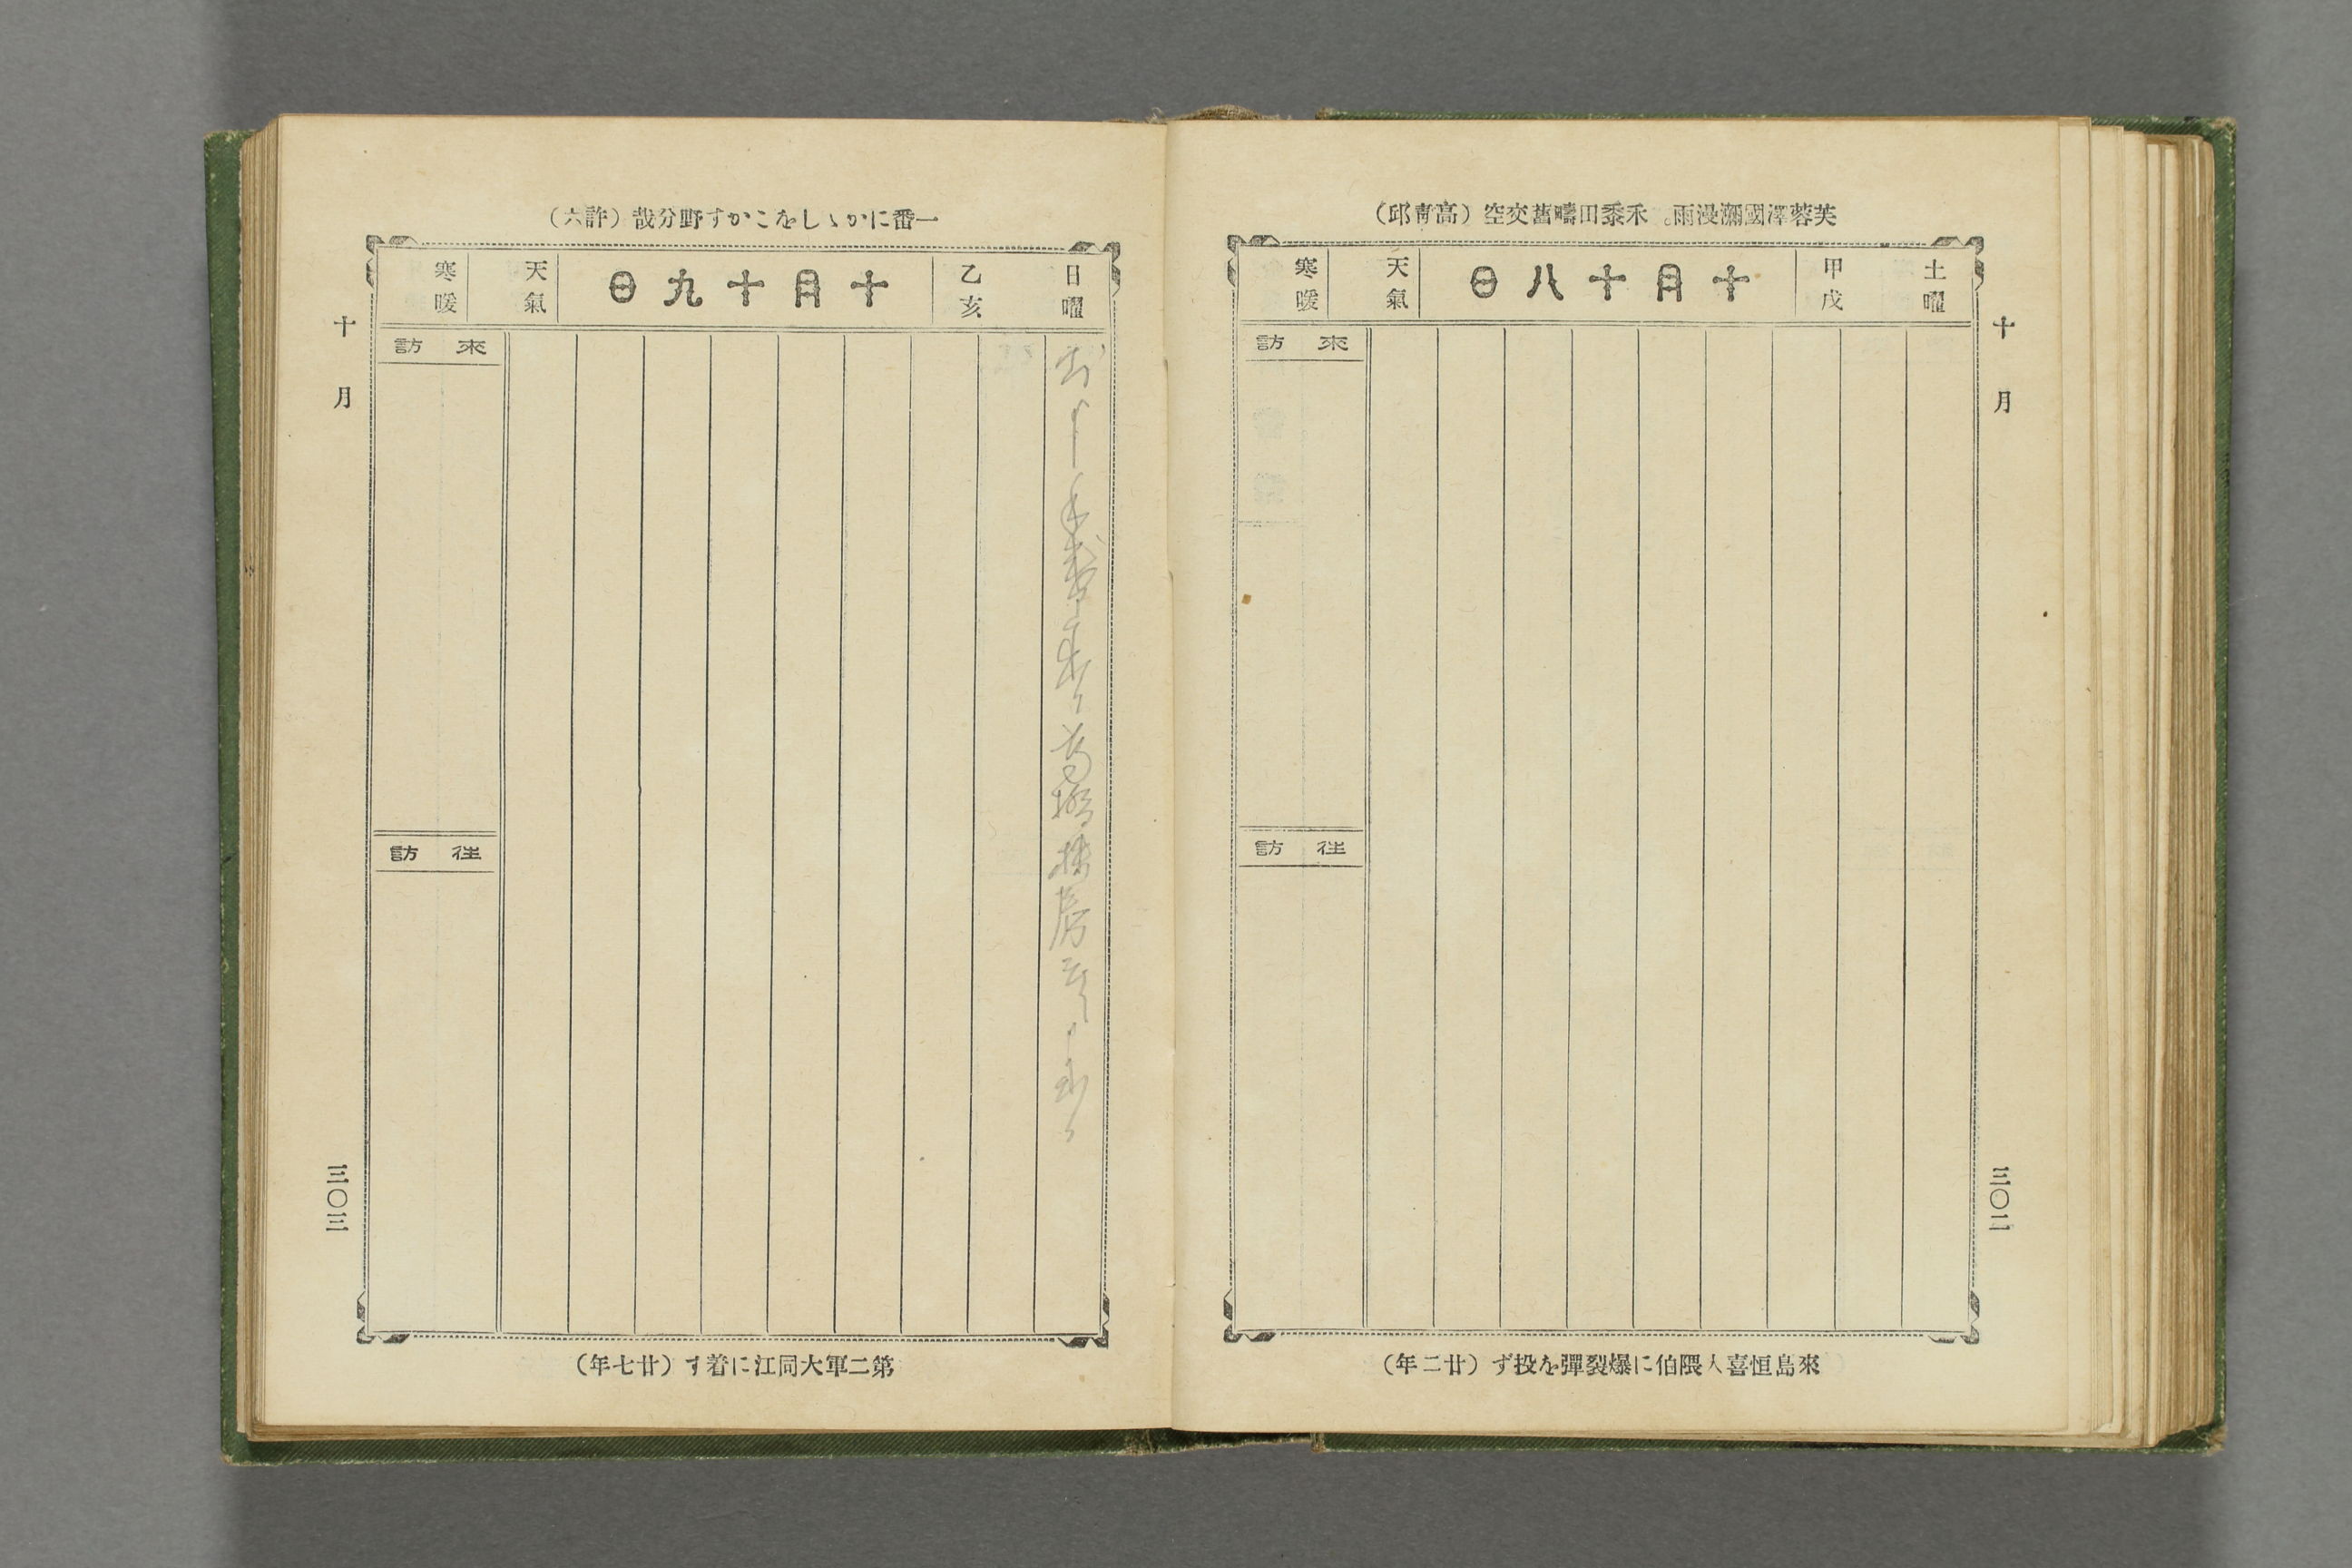 十月
芙蓉澤國瀰漫雨。禾黍田疇舊交空（高靑邱）
土曜
甲戌
十月十八日
天氣
寒暖
來訪
往訪
來島恒喜大隈伯に爆裂彈を投ず（廿二年）
三〇二
一番にかゝしをこかす野分哉（許六）
日曜
乙亥
十月十九日
天氣
寒暖
來訪
往訪
第二軍大同江に着す（廿七年）
十月
三〇三